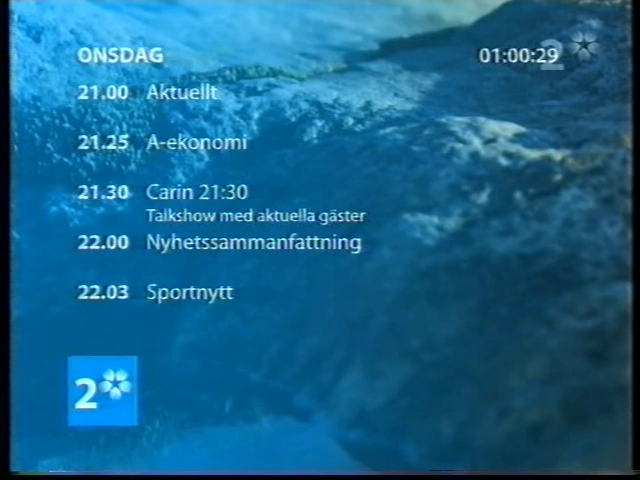 ONSDAG 01:00:29
21.00 Aktuellt
21.25 A-ekonomi
21.30 Carin 21:30
Talkshow med aktuella gäster
22.00 Nyhetssammanfattning
22.03 Sportnytt
2
2